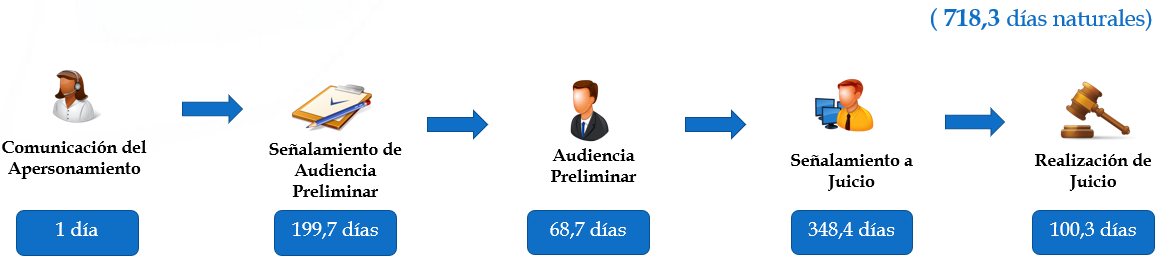 ( 718,3 días naturales)
Comunicación del
Apersonamiento
1 día
Señalamiento de
Audiencia
Preliminar
199,7 días
Audiencia
Preliminar
68,7 días
Señalamiento a
Juicio
348,4 días
Realización de
Juicio
100,3 días